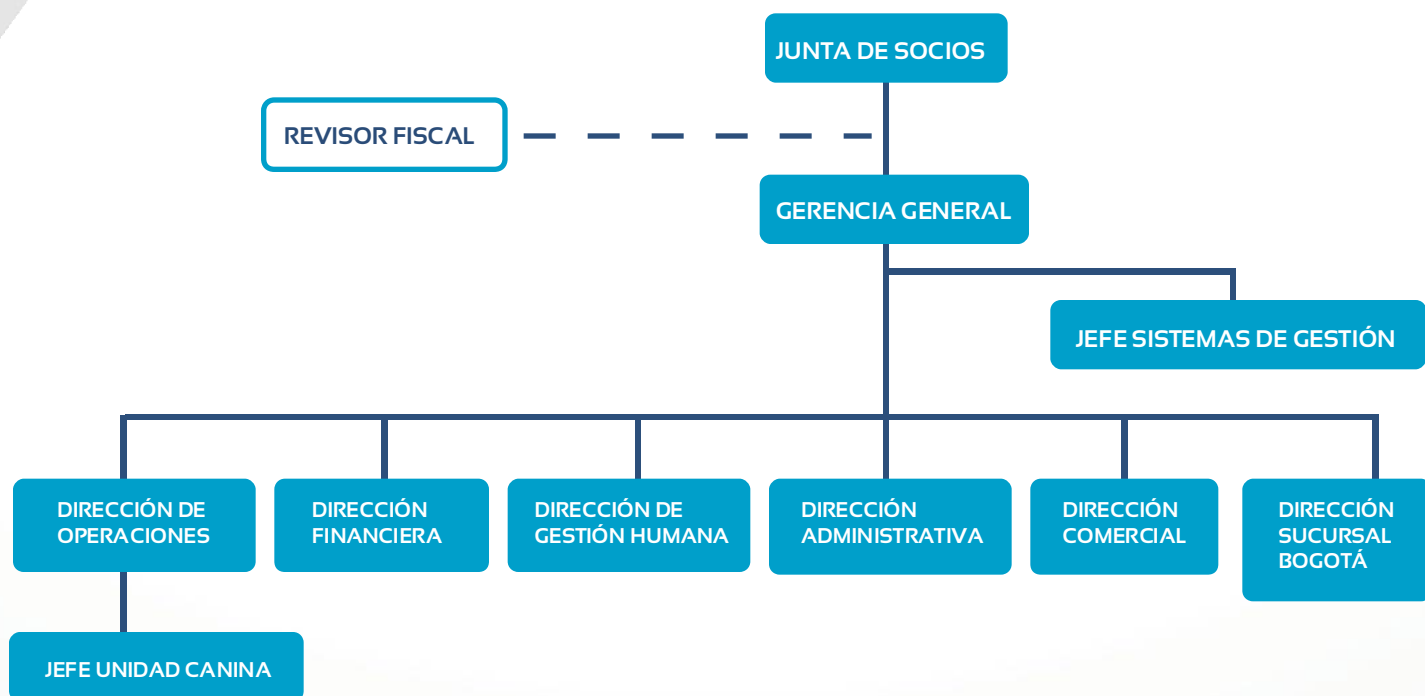 JUNTA DE SOCIOS
REVISOR FISCAL
GERENCIA GENERAL
JEFE SISTEMAS DE GESTIÓN
DIRECCIÓN DE
OPERACIONES
DIRECCIÓN
FINANCIERA
DIRECCIÓN DE
GESTIÓN HUMANA
DIRECCIÓN
ADMINISTRATIVA
DIRECCIÓN
COMERCIAL
DIRECCIÓN
SUCURSAL
BOGOTÁ
JEFE UNIDAD CANINA